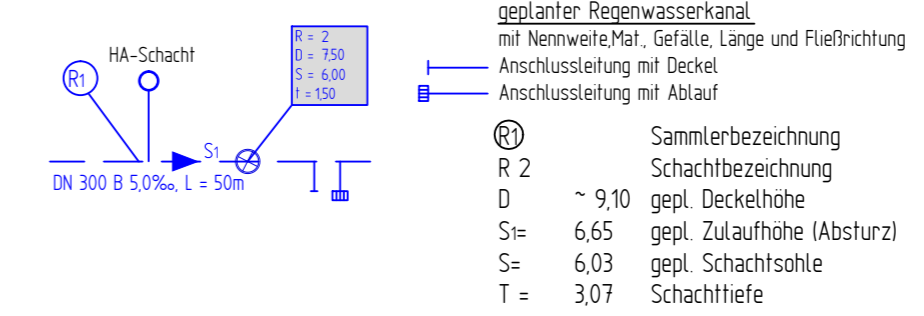 HA-Schacht
R1
R = 2
D = 7,50
S = 6,00
t = 1,50
S1
DN 300 B 5,0‰, L = 50m
geplanter Regenwasserkanal
mit Nennweite,Mat., Gefälle, Länge und Fließrichtung
Anschlussleitung mit Deckel
Anschlussleitung mit Ablauf
R1 Sammlerbezeichnung
R 2 Schachtbezeichnung
D ~ 9,10 gepl. Deckelhöhe
S1= 6,65 gepl. Zulaufhöhe (Absturz)
S= 6,03 gepl. Schachtsohle
T = 3,07 Schachttiefe